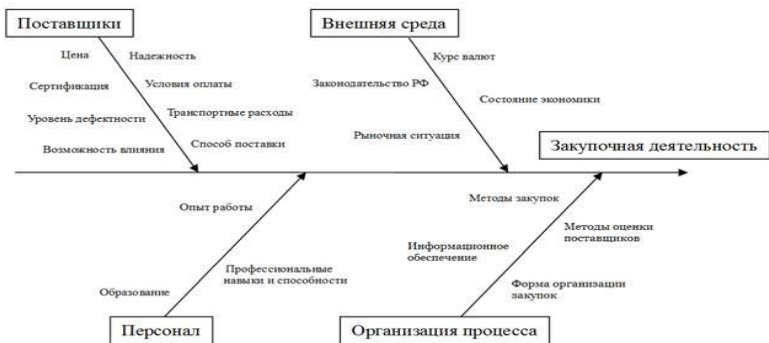 Поставщики
Внешняя среда
Цена
Надежность
Курс валют
Сертификация
Условия оплаты
Законодательство РФ
Состояние экономики
Уровень дефектности
Транспортные расходы
Возможность влияния
Способ поставки
Рыночная ситуация
Закупочная деятельность
Опыт работы
Методы закупок
Методы оценки
поставщиков
Информационное
обеспечение
Профессиональные
навыки и способности
Образование
Форма организации
закупок
Персонал
Организация процесса